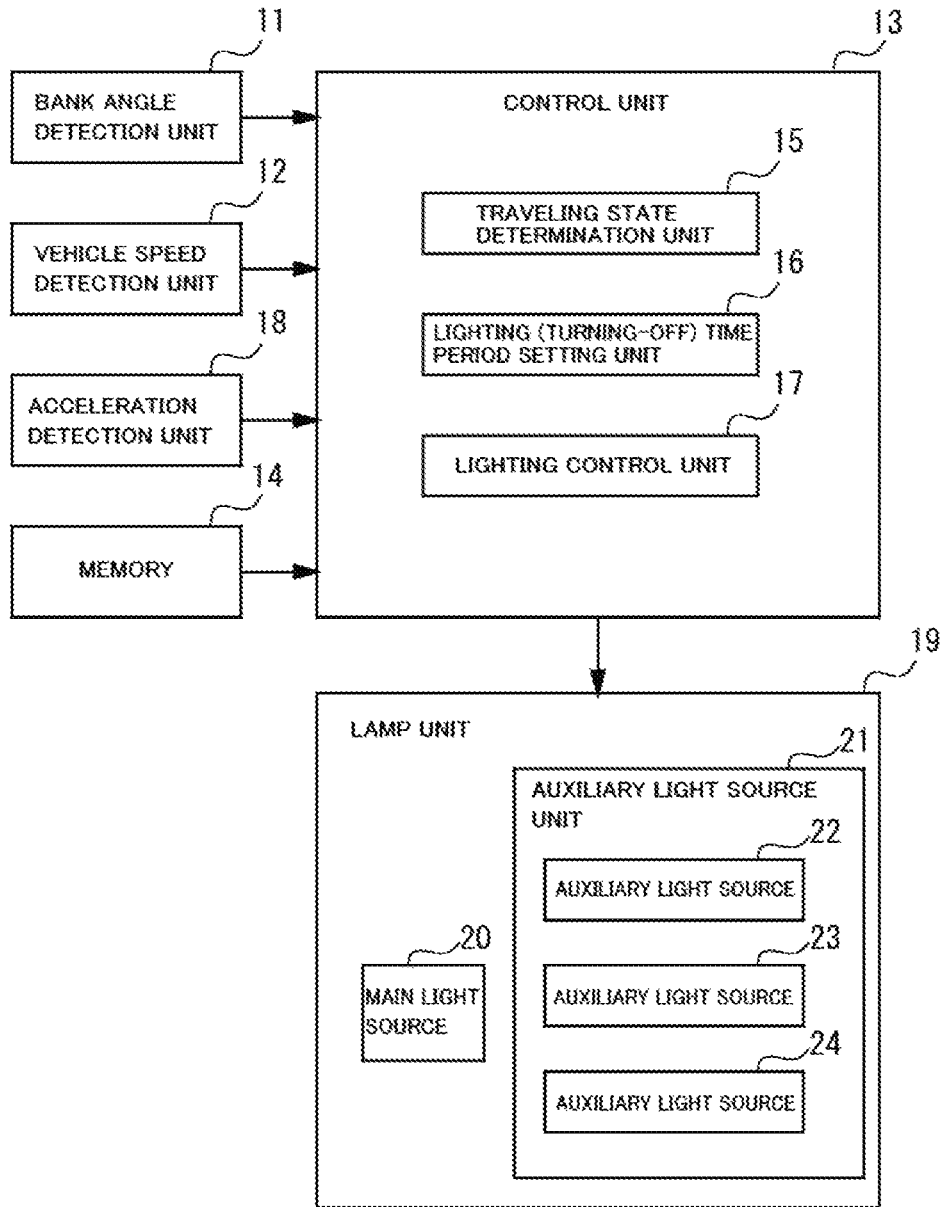 11
BANK ANGLE
DETECTION UNIT
12
VEHICLE SPEED
DETECTION UNIT
18
ACCELERATION
DETECTION UNIT
14
MEMORY
13
CONTROL UNIT
15
TRAVELING STATE
DETERMINATION UNIT
16
LIGHTING (TURNING-OFF) TIME
PERIOD SETTING UNIT
17
LIGHTING CONTROL UNIT
19
LAMP UNIT
20
MAIN LIGHT
SOURCE
21
AUXILIARY LIGHT SOURCE
UNIT
22
AUXILIARY LIGHT SOURCE
23
AUXILIARY LIGHT SOURCE
24
AUXILIARY LIGHT SOURCE